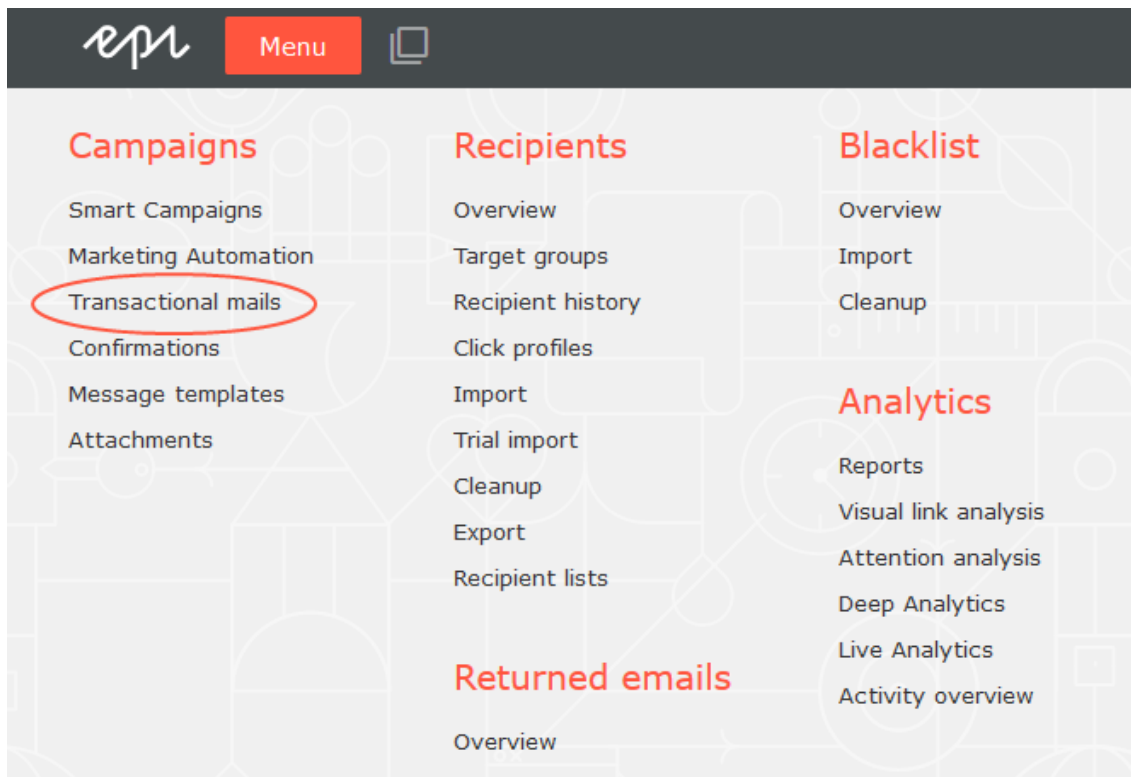 epi
Menu
Campaigns
Smart Campaigns
Marketing Automation
Transactional mails
Confirmations
Message templates
Attachments
Recipients
Overview
Target groups
Recipient history
Click profiles
Import
Trial import
Cleanup
Export
Recipient lists
Returned emails
Overview
Blacklist
Overview
Import
Cleanup
Analytics
Reports
Visual link analysis
Attention analysis
Deep Analytics
Live Analytics
Activity overview